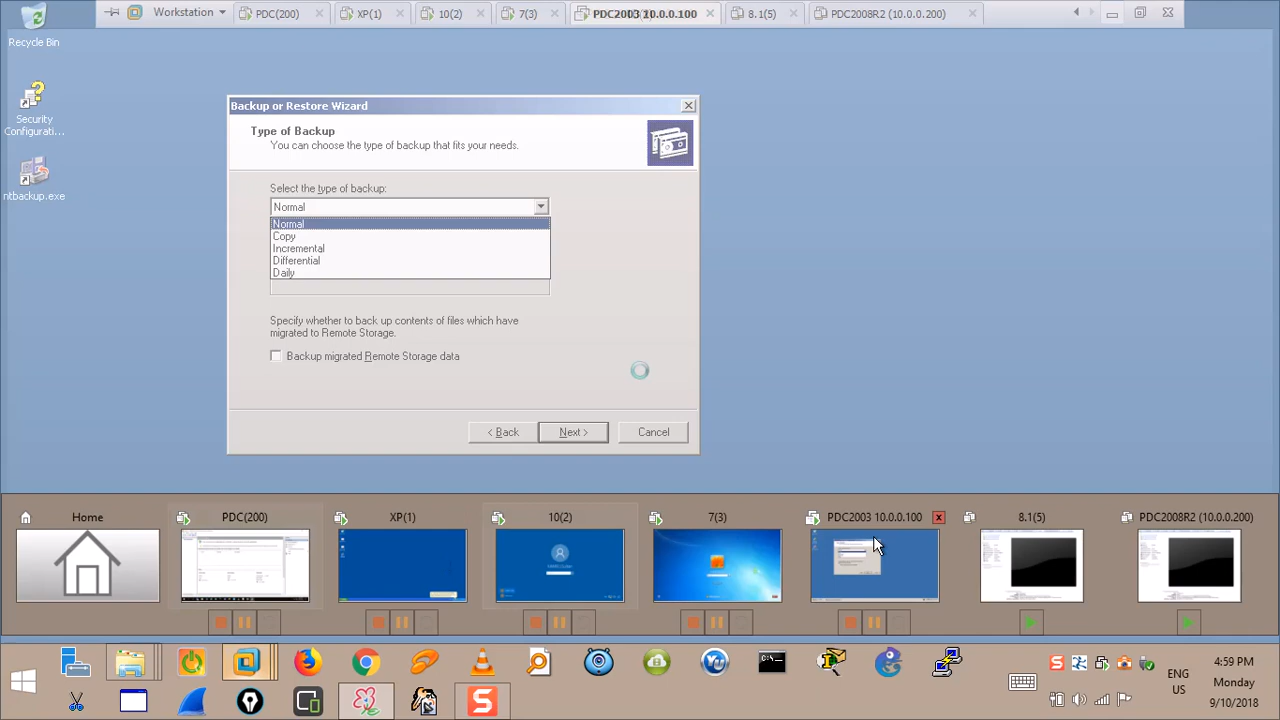 Workstation
PDC(200)
XP(1)
10(2)
7(3)
PDC2003 10.0.0.100
8.1(5)
PDC2008R2 (10.0.0.200)
Recycle Bin
Security
Configurati...
ntbackup.exe
Backup or Restore Wizard
Type of Backup
You can choose the type of backup that fits your needs.
Select the type of backup:
Normal
Normal
Copy
Incremental
Differential
Daily
Specify whether to back up contents of files which have
migrated to Remote Storage.
Backup migrated Remote Storage data
< Back
Next >
Cancel
Home
PDC(200)
XP(1)
10(2)
7(3)
PDC2003 10.0.0.100
8.1(5)
PDC2008R2 (10.0.0.200)
ENG
US
4:59 PM
Monday
9/10/2018